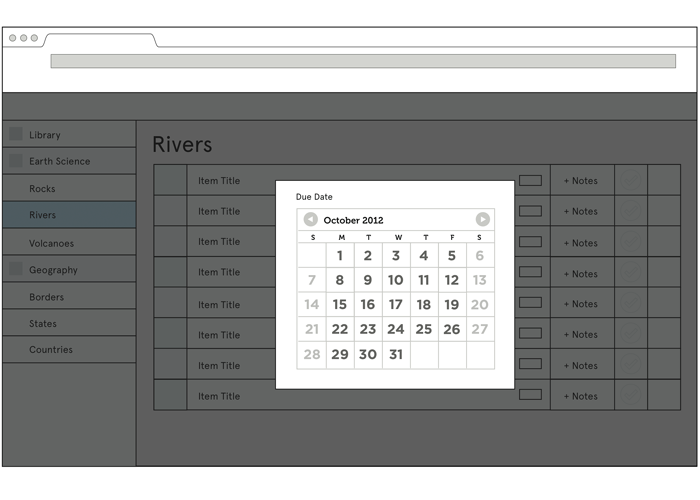 Library
Earth Science
Rocks
Rivers
Volcanoes
Geography
Borders
States
Countries
Rivers
Item Title + Notes
Item Title + Notes
Item Title + Notes
Item Title + Notes
Item Title + Notes
Item Title + Notes
Item Title + Notes
Item Title + Notes
Due Date
October 2012
S M T W T F S
1 2 3 4 5 6
7 8 9 10 11 12 13
14 15 16 17 18 19 20
21 22 23 24 25 26 27
28 29 30 31